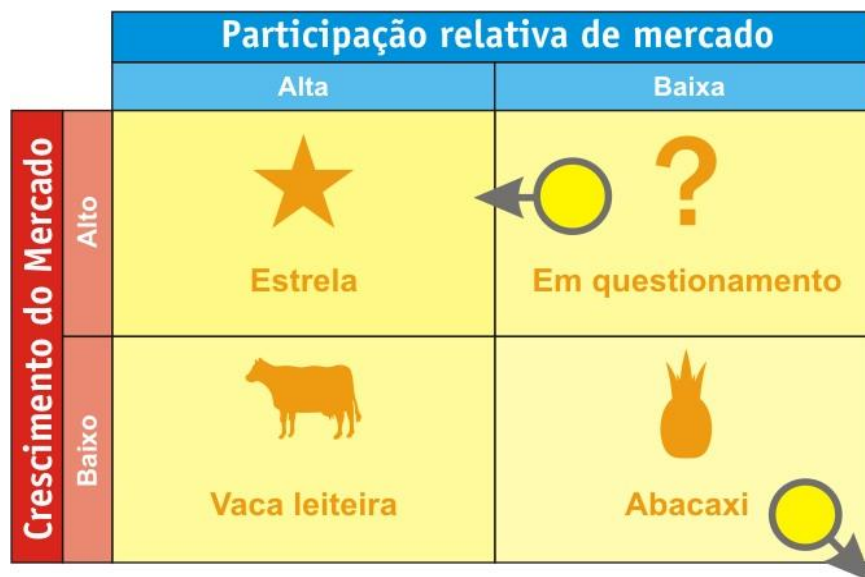 Participação relativa de mercado
Alta
Baixa
Crescimento do Mercado
Alto
?
Estrela
Em questionamento
Baixo
Vaca leiteira
Abacaxi